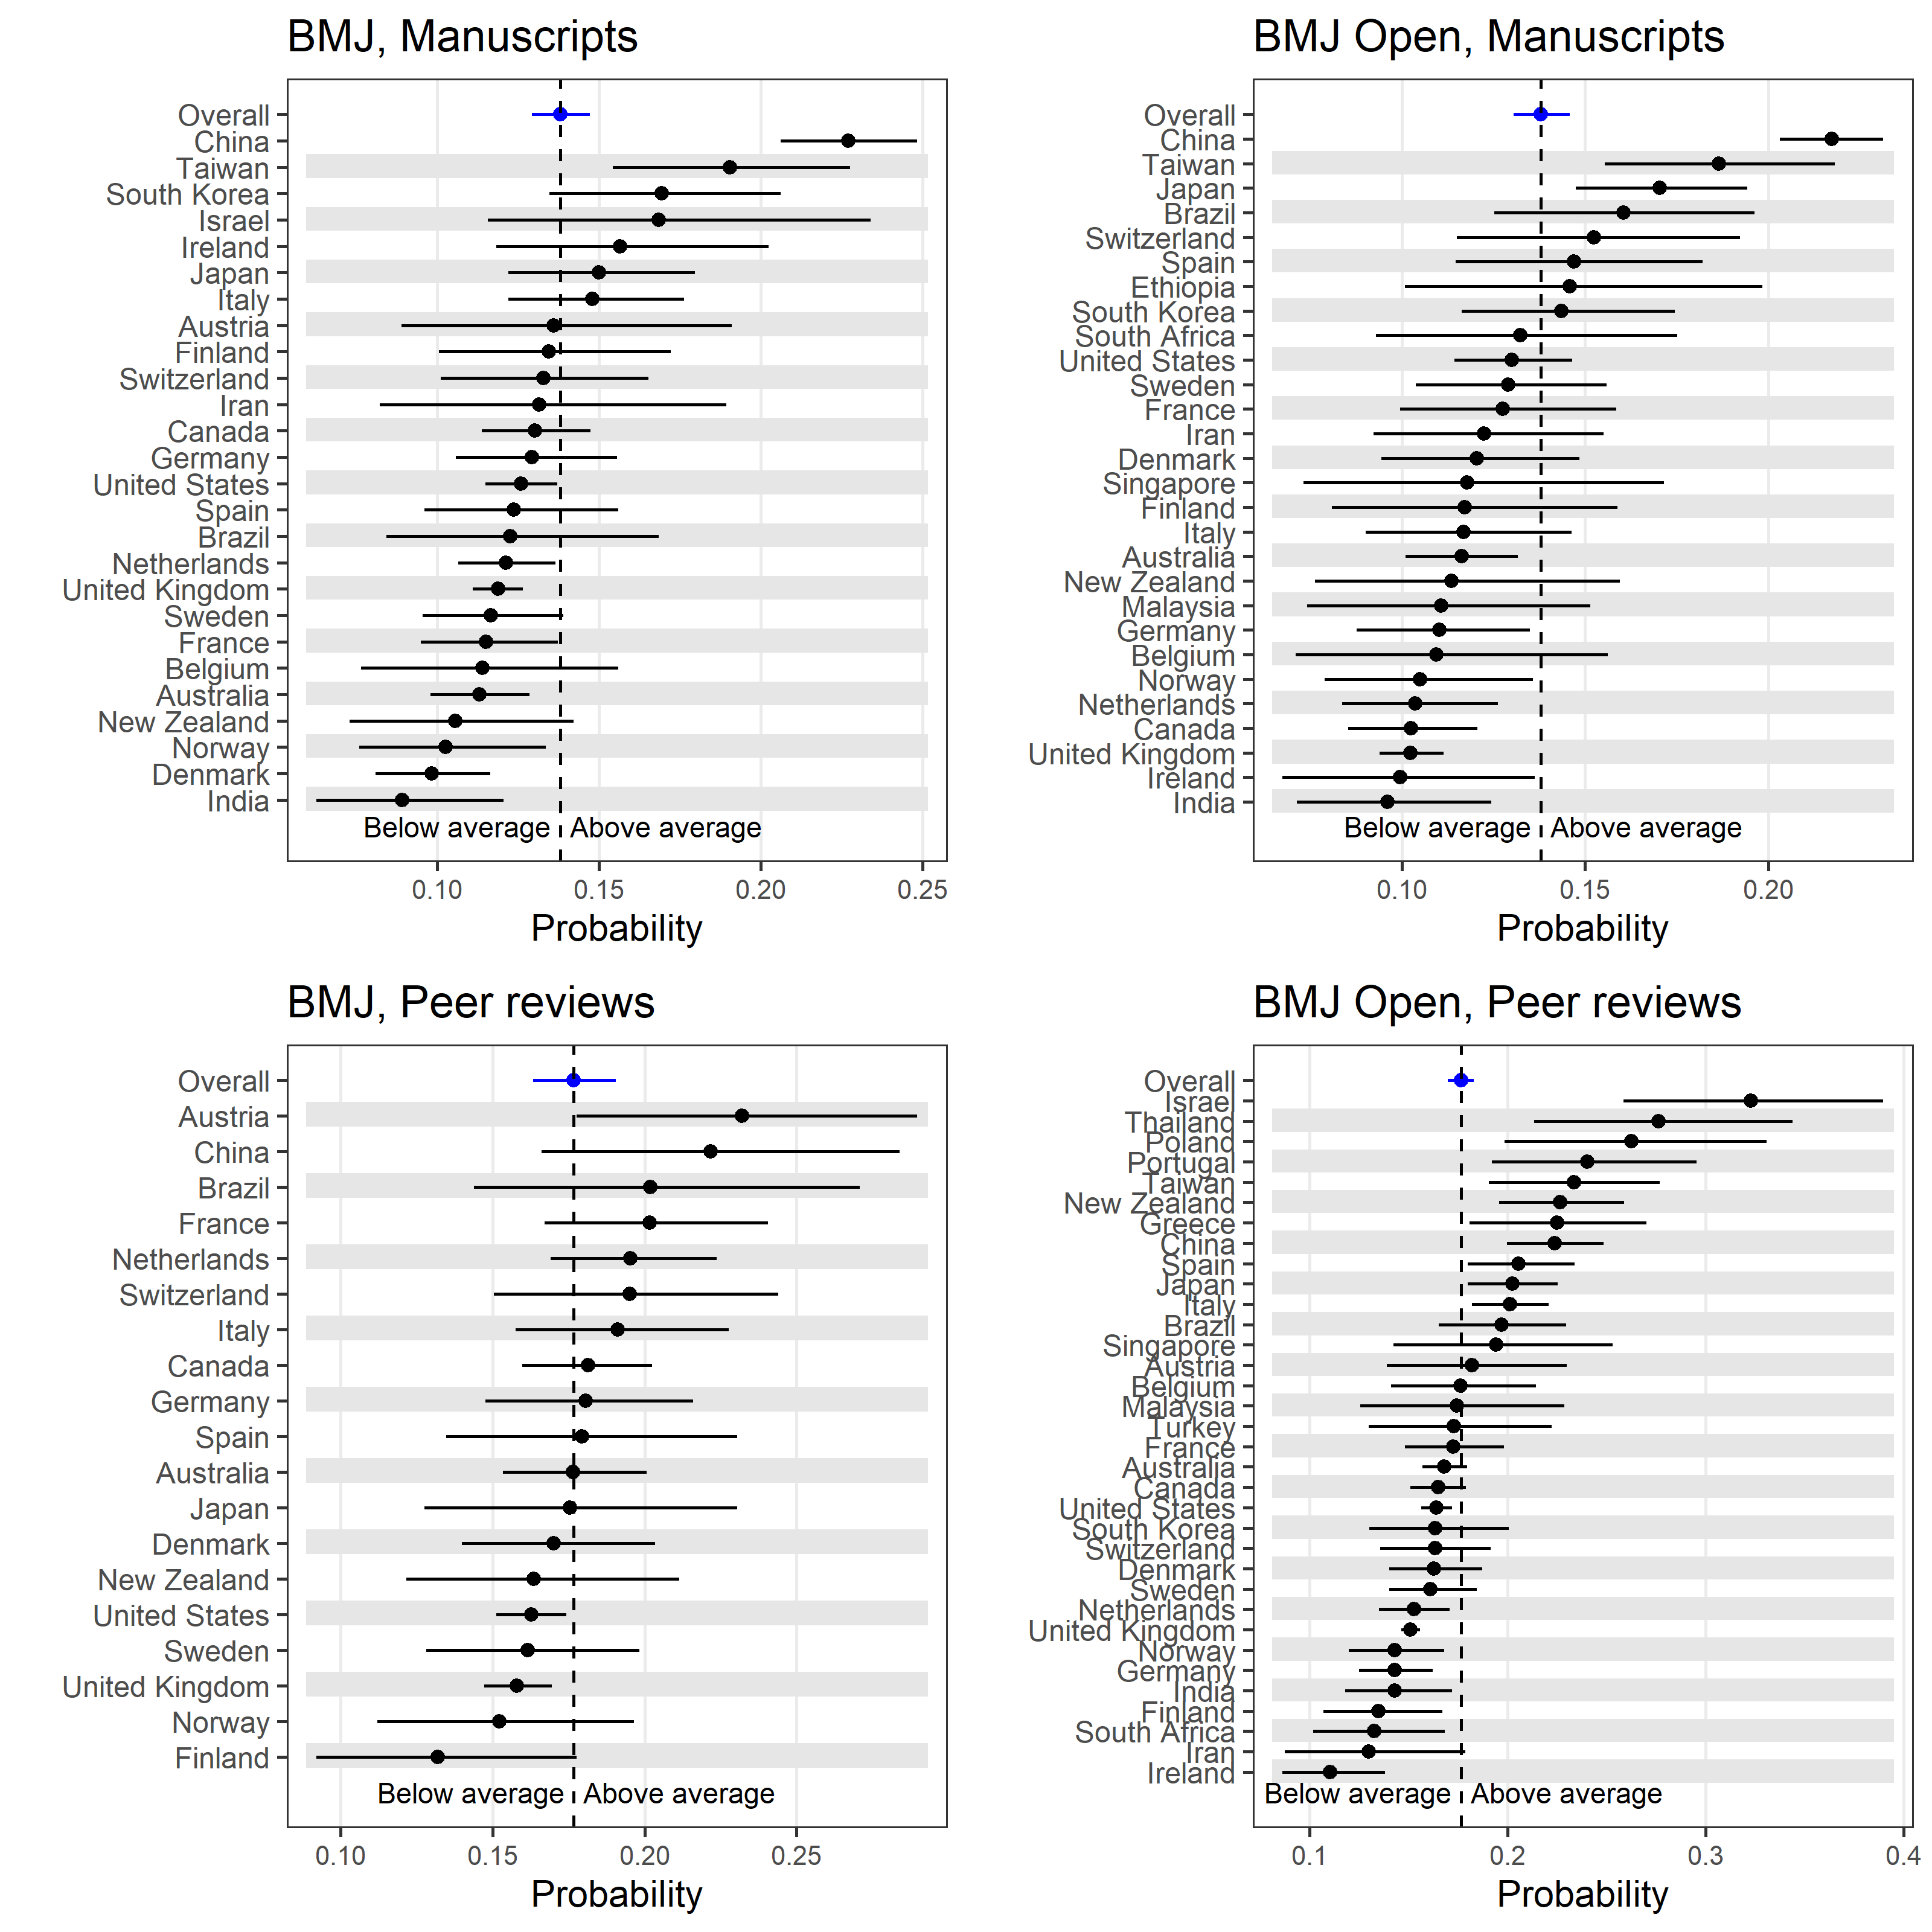 BMJ, Manuscripts
Overall
China
Taiwan
South Korea
Israel
Ireland
Japan
Italy
Austria
Finland
Switzerland
Iran
Canada
Germany
United States
Spain
Brazil
Netherlands
United Kingdom
Sweden
France
Belgium
Australia
New Zealand
Norway
Denmark
India
Below average Above average
0.10 0.15 0.20 0.25
Probability
BMJ Open, Manuscripts
Overall
China
Taiwan
Japan
Brazil
Switzerland
Spain
Ethiopia
South Korea
South Africa
United States
Sweden
France
Iran
Denmark
Singapore
Finland
Italy
Australia
New Zealand
Malaysia
Germany
Belgium
Norway
Netherlands
Canada
United Kingdom
Ireland
India
Below average Above average
0.10 0.15 0.20
Probability
BMJ, Peer reviews
Overall
Austria
China
Brazil
France
Netherlands
Switzerland
Italy
Canada
Germany
Spain
Australia
Japan
Denmark
New Zealand
United States
Sweden
United Kingdom
Norway
Finland
Below average Above average
0.10 0.15 0.20 0.25
Probability
BMJ Open, Peer reviews
Overall
Israel
Thailand
Poland
Portugal
Taiwan
New Zealand
Greece
China
Spain
Japan
Italy
Brazil
Singapore
Austria
Belgium
Malaysia
Turkey
France
Australia
Canada
United States
South Korea
Switzerland
Denmark
Sweden
Netherlands
United Kingdom
Norway
Germany
India
Finland
South Africa
Iran
Ireland
Below average Above average
0.1 0.2 0.3 0.4
Probability